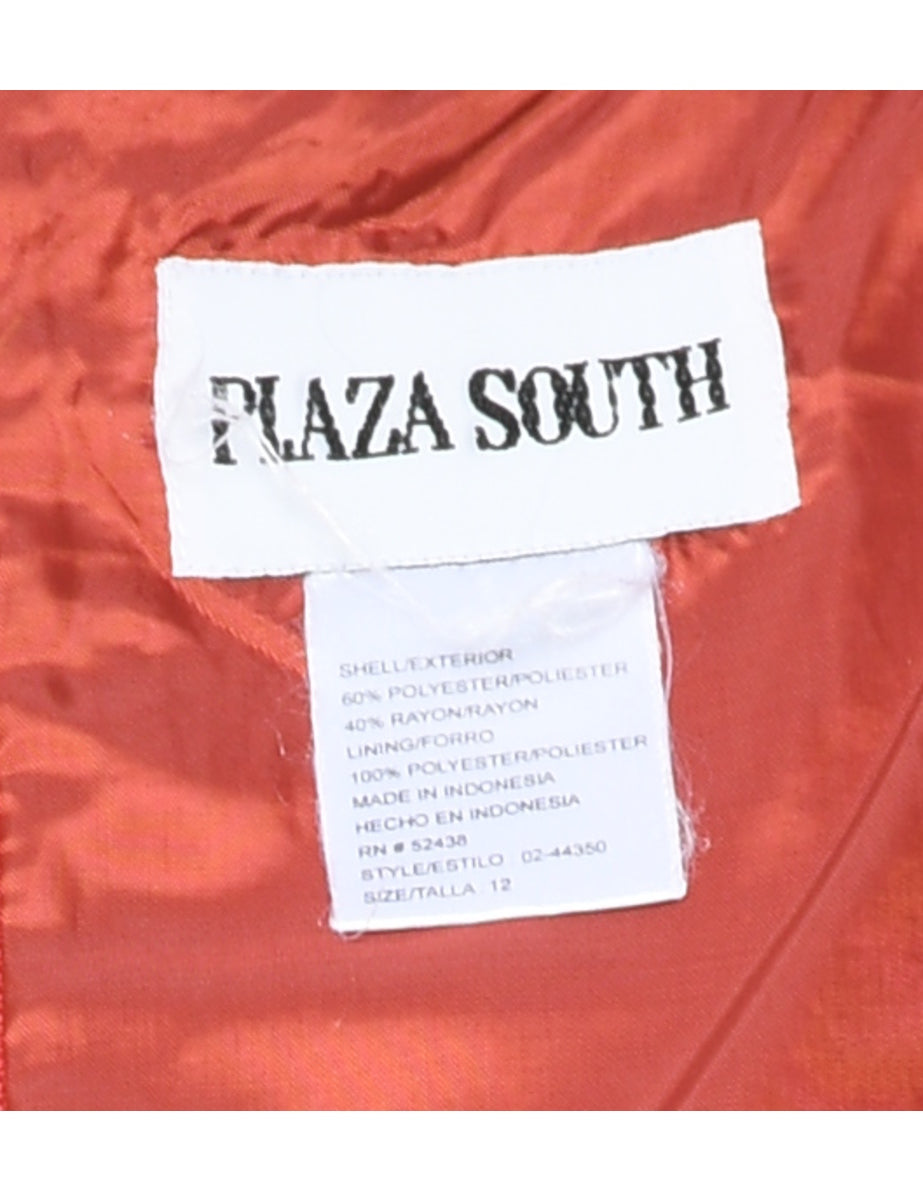 PLAZA SOUTH
SHELL/EXTERIOR
60% POLYESTER/POLIESTER
40% RAYON/RAYON
LINING/FORRO
100% POLYESTER/POLIESTER
MADE IN INDONESIA
HECHO EN INDONESIA
RN # 52438
STYLE/ESTILO 02-44350
SIZE/TALLA 12